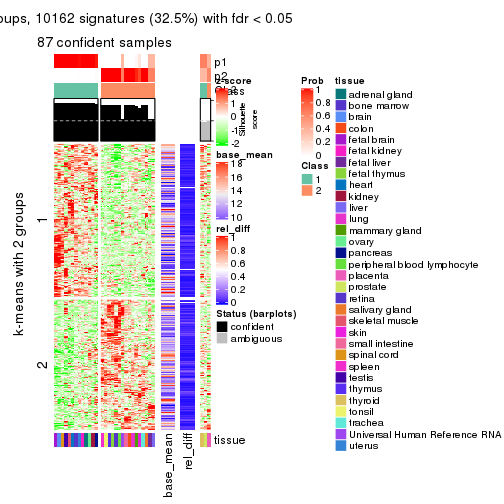 oups, 10162 signatures (32.5%) with fdr < 0.05
87 confident samples
p1
p2
Class
Silhouette
score
k-means with 2 groups
1
2
tissue
base_mean
rel_diff
z-score
2
1
0
-1
-2
base_mean
18
16
14
12
10
rel_diff
1
0.8
0.6
0.4
0.2
0
Status (barplots)
confident
ambiguous
Prob
1
0.8
0.6
0.4
0.2
0
Class
1
2
tissue
adrenal gland
bone marrow
brain
colon
fetal brain
fetal kidney
fetal liver
fetal thymus
heart
kidney
liver
lung
mammary gland
ovary
pancreas
peripheral blood lymphocyte
placenta
prostate
retina
salivary gland
skeletal muscle
skin
small intestine
spinal cord
spleen
testis
thymus
thyroid
tonsil
trachea
Universal Human Reference RNA
uterus